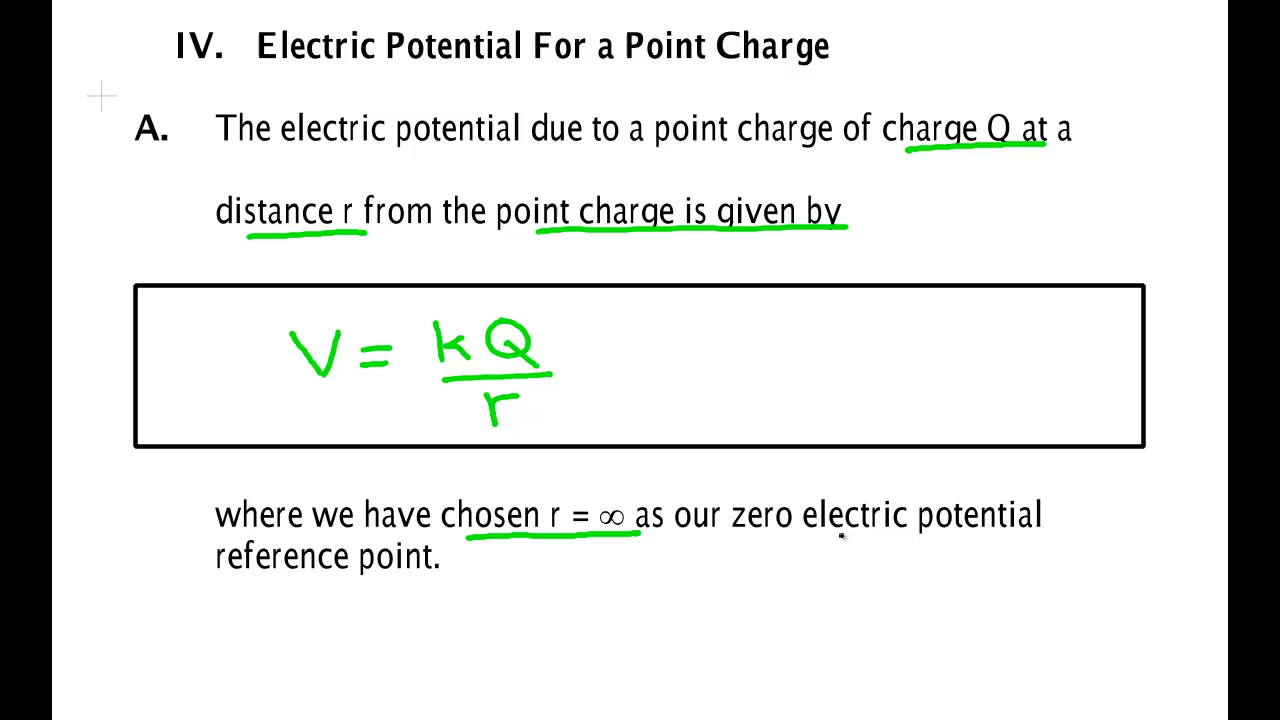 IV. Electric Potential For a Point Charge
A. The electric potential due to a point charge of charge Q at a
distance r from the point charge is given by
V = kQ
r
where we have chosen r = ∞ as our zero electric potential
reference point.